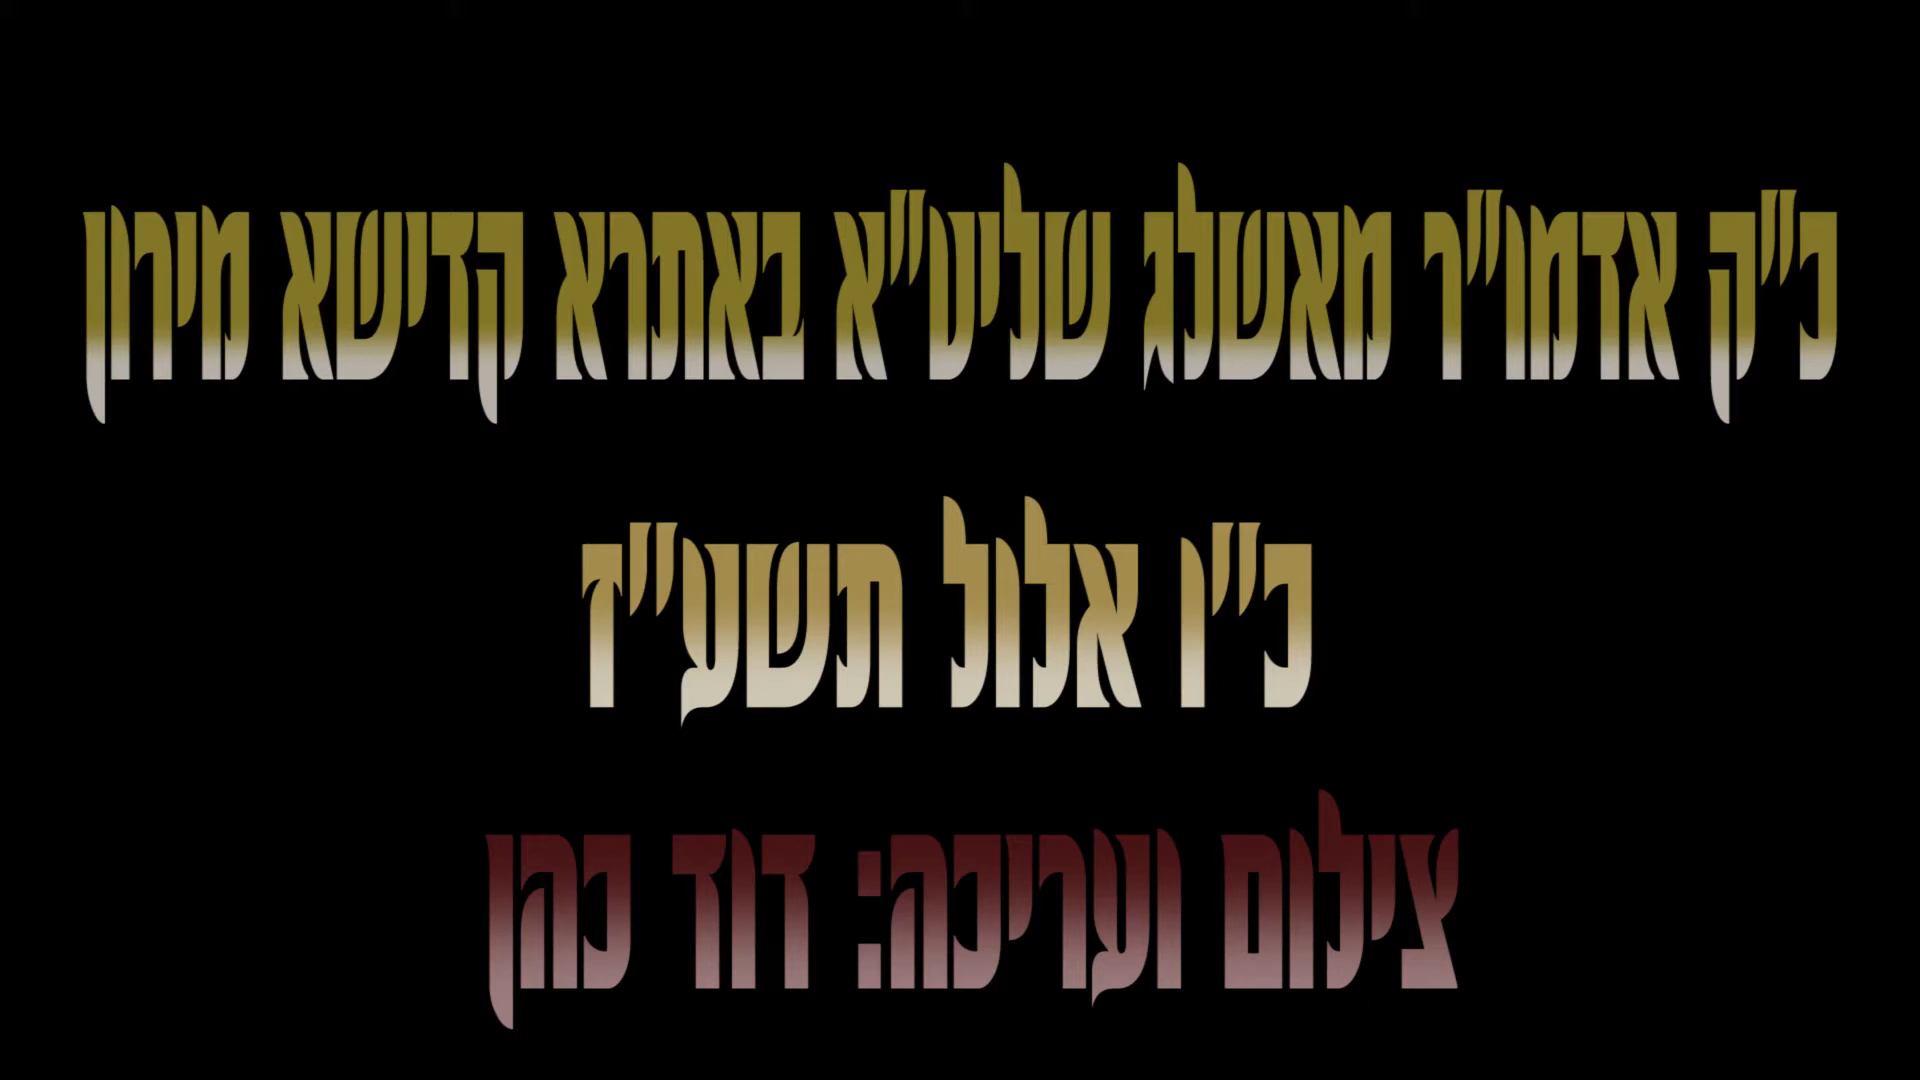 כ"ק אדמו"ר מאשלג שליט"א באתרא קדישא מירון
כ"ו אלול תשע"ז
צילום ועריכה: דוד כהן